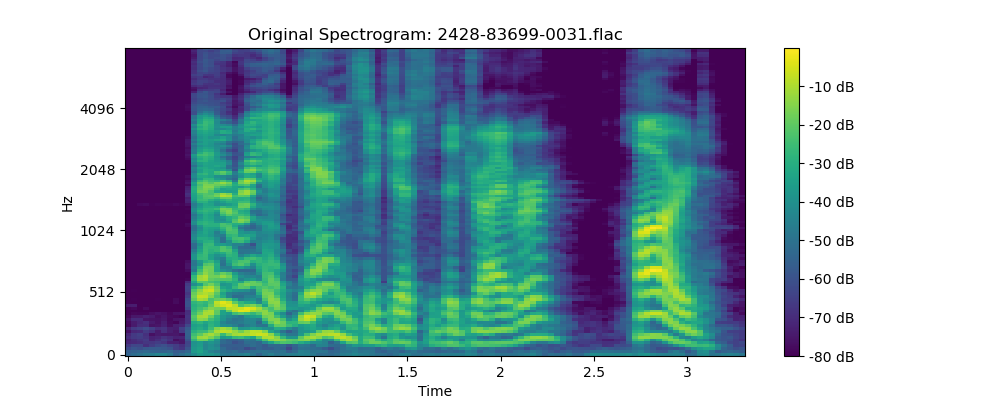 Original Spectrogram: 2428-83699-0031.flac
Hz
4096
2048
1024
512
0
0 0.5 1 1.5 2 2.5 3
Time
-10 dB
-20 dB
-30 dB
-40 dB
-50 dB
-60 dB
-70 dB
-80 dB